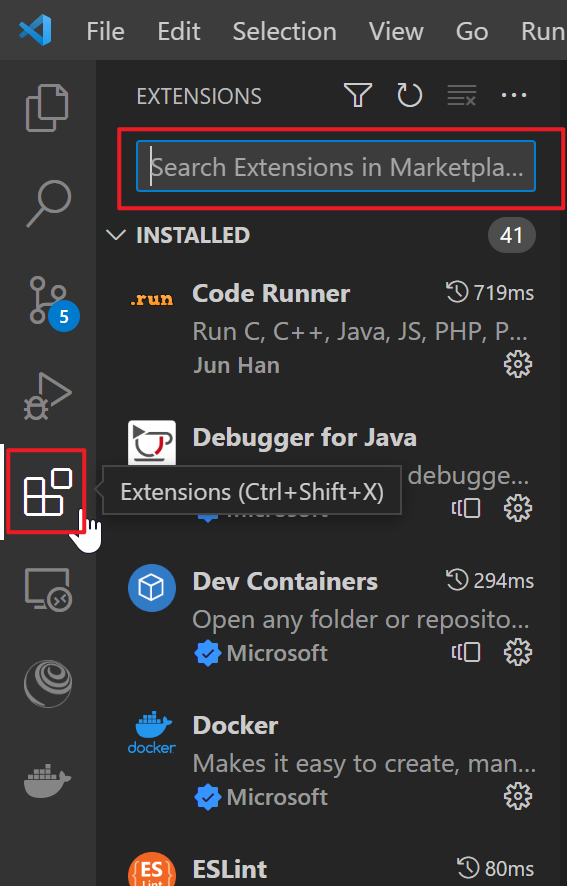 File Edit Selection View Go Run
EXTENSIONS
Search Extensions in Marketpla...
INSTALLED 41
.run Code Runner 719ms
Run C, C++, Java, JS, PHP, P...
Jun Han
5
Debugger for Java
debugge...
Extensions (Ctrl+Shift+X)
Microsoft
Dev Containers 294ms
Open any folder or reposito...
Microsoft
Docker
docker
Makes it easy to create, man...
Microsoft
ES
Lint
ESLint 80ms